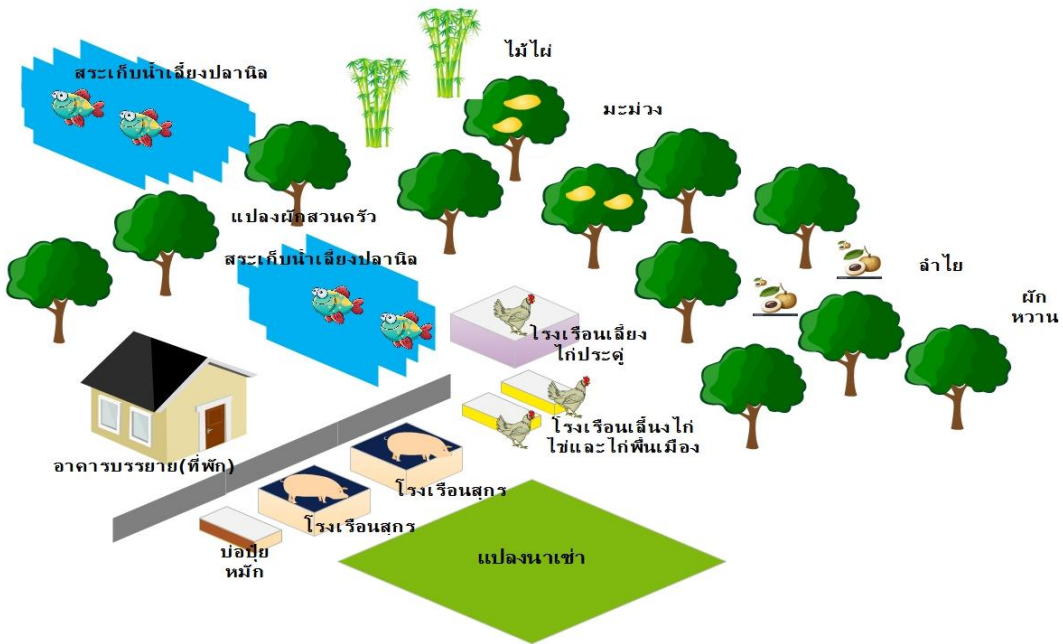 ไม้ไผ่
สระเก็บน้ำเลี้ยงปลานิล
มะม่วง
แปลงผักสวนครัว
สระเก็บน้ำเลี้ยงปลานิล
ลำไย
ผัก
หวาน
โรงเรือนเลี้ยง
ไก่ประดู่
โรงเรือนเลี้นงไก่
ไข่และไก่พื้นเมือง
อาคารบรรยาย(ที่พัก)
โรงเรือนสุกร
โรงเรือนสุกร
บ่อปุ๋ย
หมัก
แปลงนาเช่า